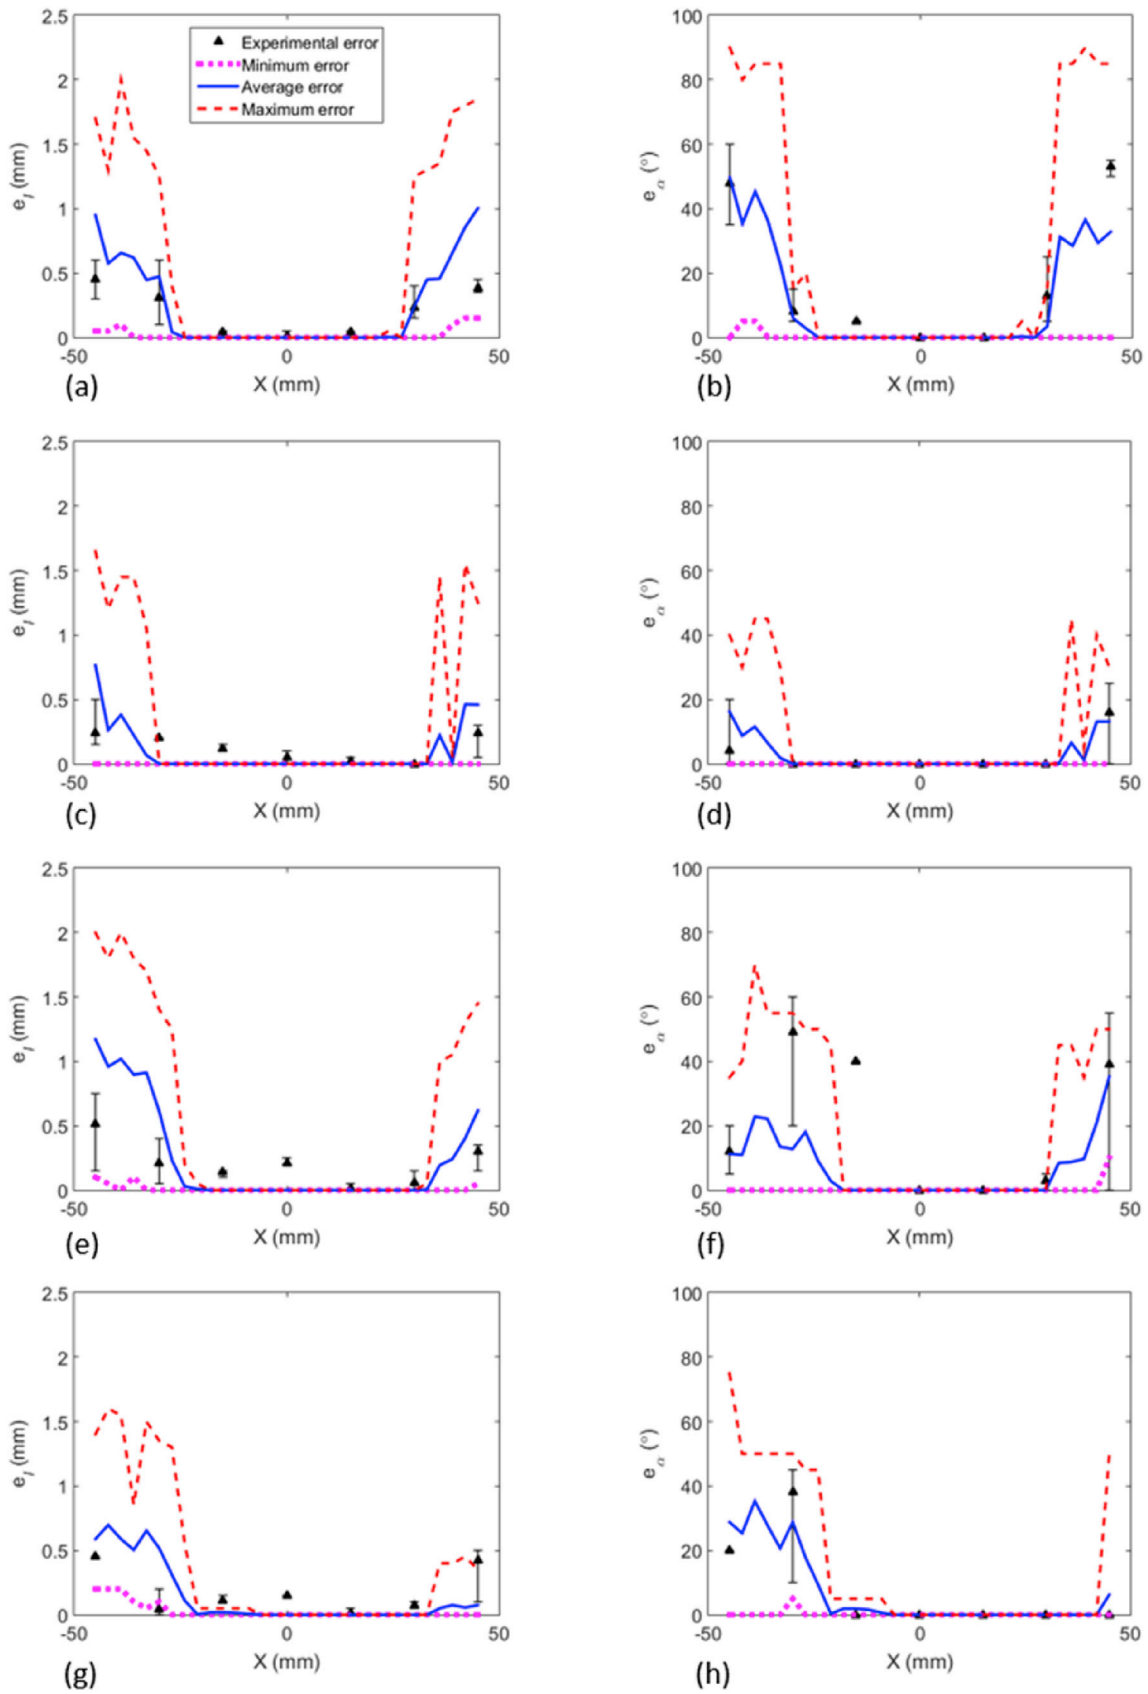 2.5
2
1.5
1
0.5
0
e_l (mm)
Experimental error
Minimum error
Average error
Maximum error
-50 0 50
X (mm)
(a)
100
80
60
40
20
0
e_α (°)
-50 0 50
X (mm)
(b)
2.5
2
1.5
1
0.5
0
e_l (mm)
-50 0 50
X (mm)
(c)
100
80
60
40
20
0
e_α (°)
-50 0 50
X (mm)
(d)
2.5
2
1.5
1
0.5
0
e_l (mm)
-50 0 50
X (mm)
(e)
100
80
60
40
20
0
e_α (°)
-50 0 50
X (mm)
(f)
2.5
2
1.5
1
0.5
0
e_l (mm)
-50 0 50
X (mm)
(g)
100
80
60
40
20
0
e_α (°)
-50 0 50
X (mm)
(h)